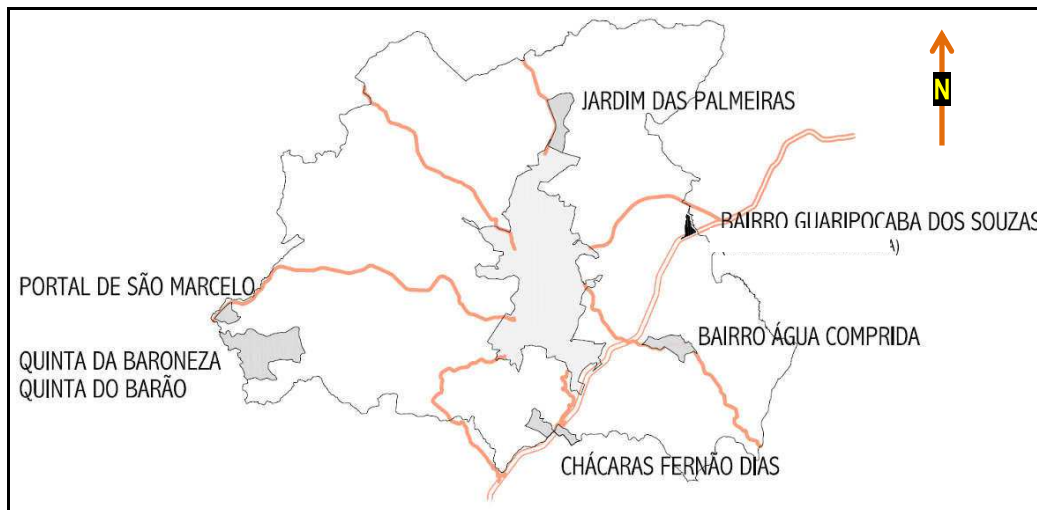 JARDIM DAS PALMEIRAS
N
BAIRRO GUARIPOCABA DOS SOUZAS
PORTAL DE SÃO MARCELO
BAIRRO ÁGUA COMPRIDA
QUINTA DA BARONEZA
QUINTA DO BARÃO
CHÁCARAS FERNÃO DIAS